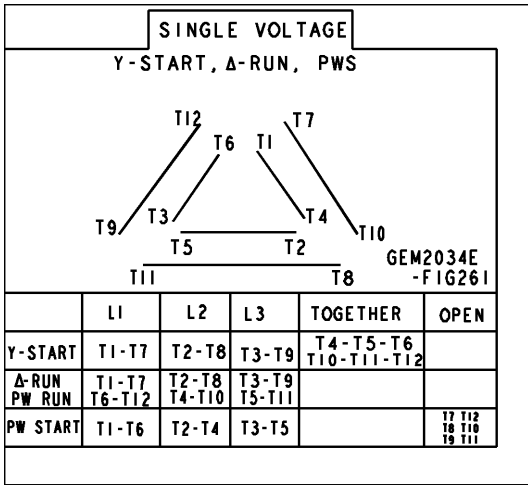 SINGLE VOLTAGE
Y-START, Δ-RUN, PWS
T12 T7
T6 T1
T9 T3 T4 T10
T5 T2
T11 T8
GEM2034E
-FIG261
L1 L2 L3 TOGETHER OPEN
Y-START T1-T7 T2-T8 T3-T9 T4-T5-T6
T10-T11-T12
Δ-RUN T1-T7 T2-T8 T3-T9
PW RUN T6-T12 T4-T10 T5-T11
PW START T1-T6 T2-T4 T3-T5 T7 T12
T8 T10
T9 T11